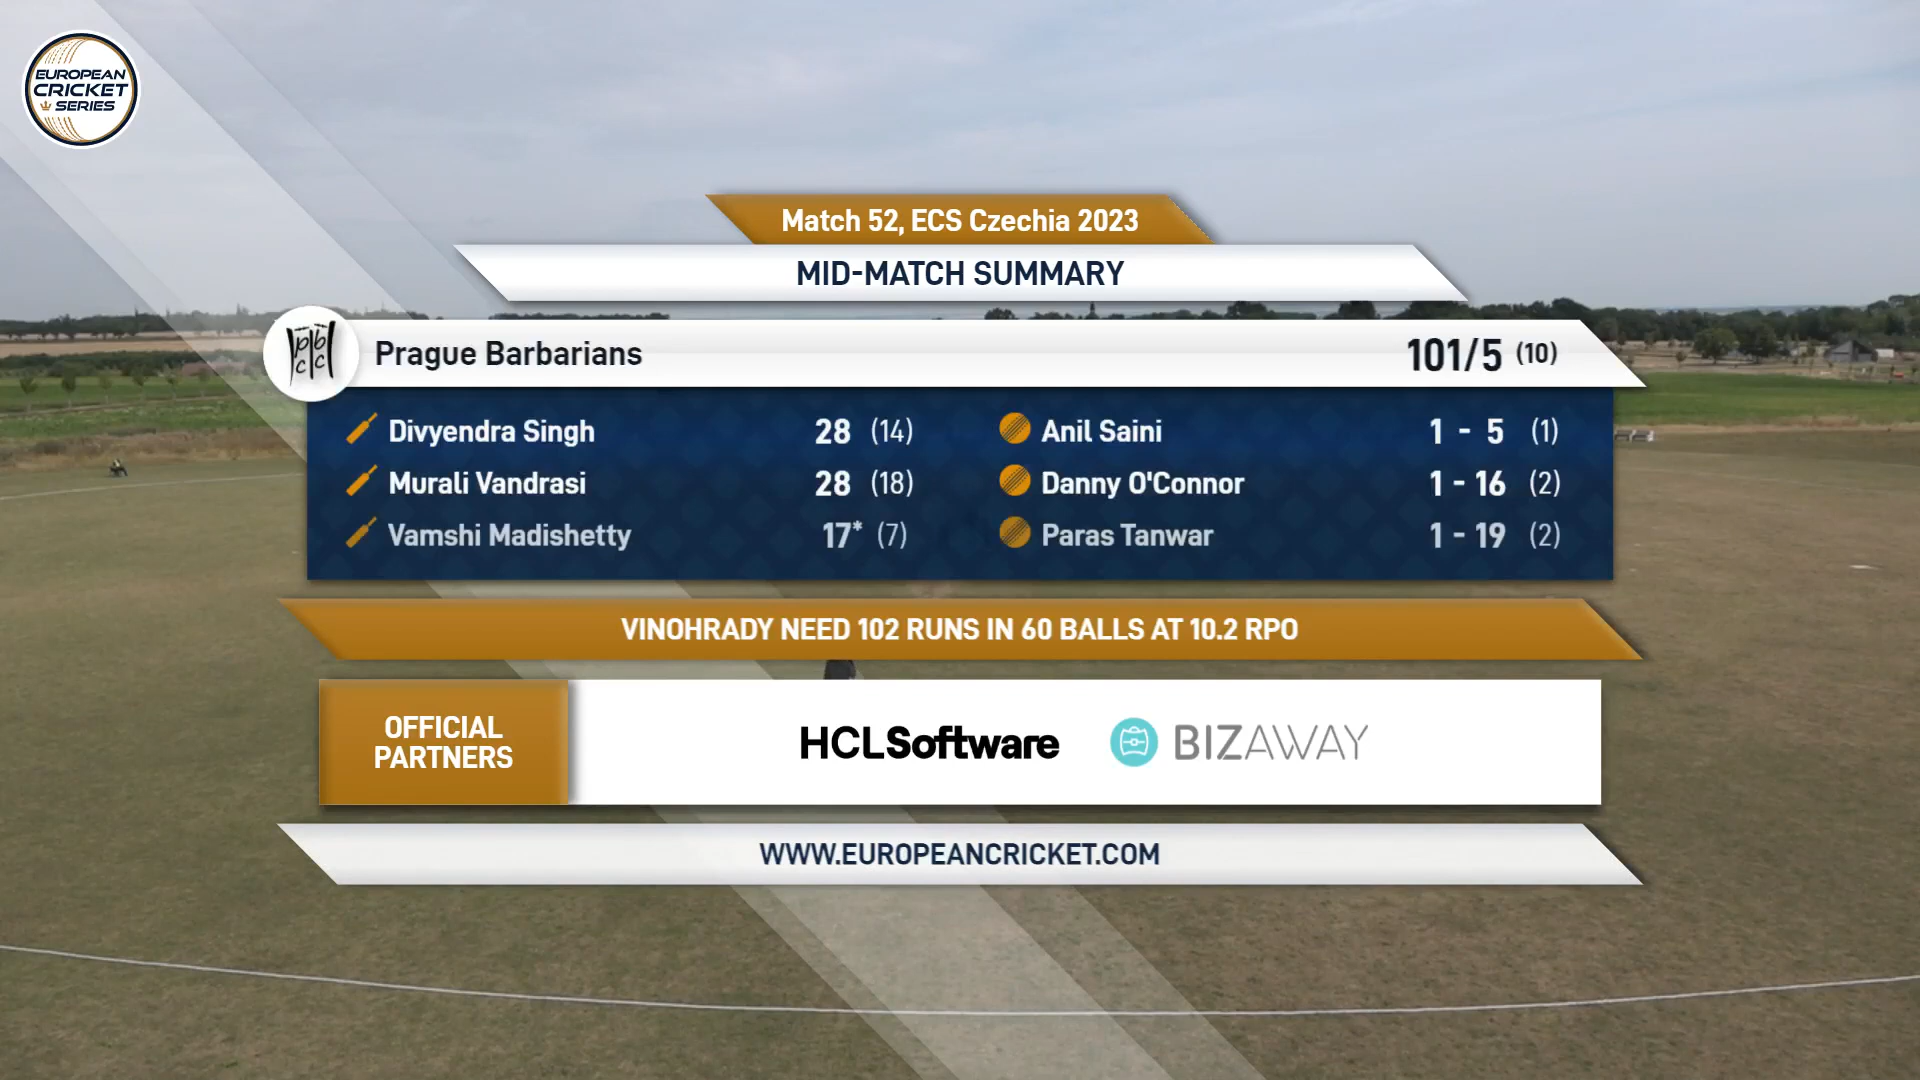 EUROPEAN
CRICKET
SERIES
Match 52, ECS Czechia 2023
MID-MATCH SUMMARY
pb
cc
Prague Barbarians 101/5 (10)
Divyendra Singh 28 (14) Anil Saini 1 - 5 (1)
Murali Vandrasi 28 (18) Danny O'Connor 1 - 16 (2)
Vamshi Madishetty 17* (7) Paras Tanwar 1 - 19 (2)
VINOHRADY NEED 102 RUNS IN 60 BALLS AT 10.2 RPO
OFFICIAL
PARTNERS
HCLSoftware BIZAWAY
WWW.EUROPEANCRICKET.COM